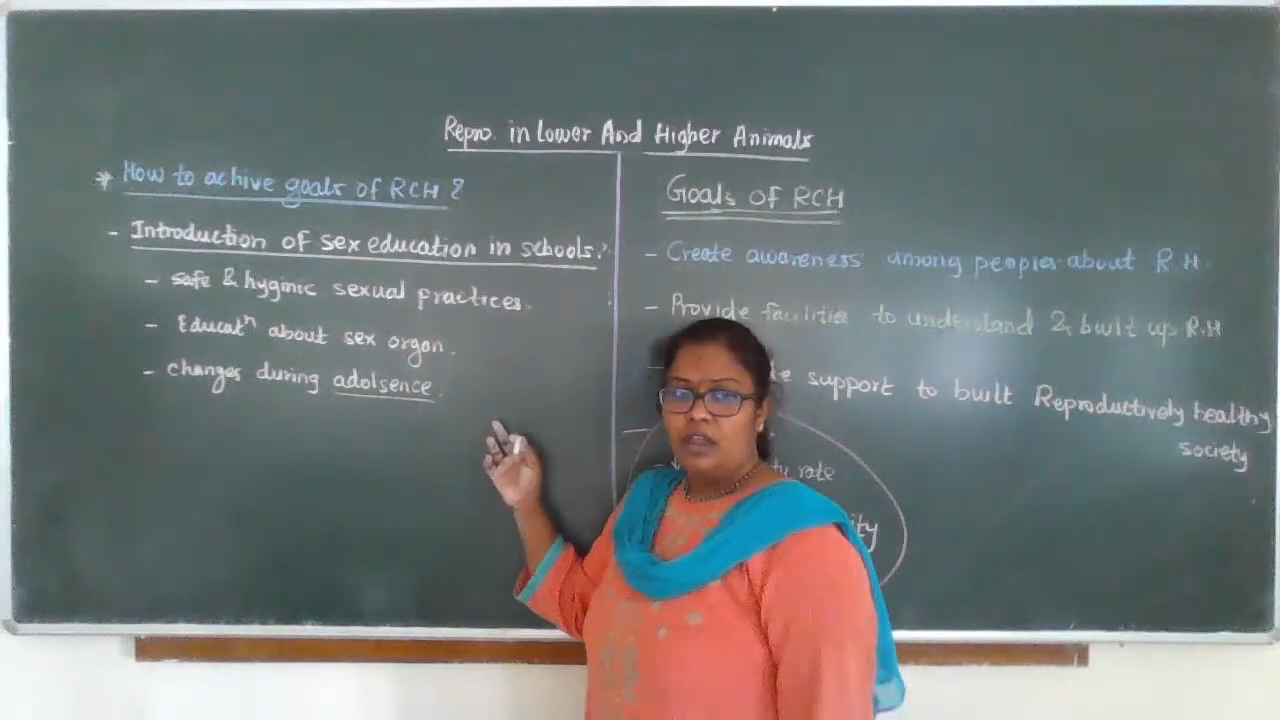 Repro. in Lower And Higher Animals
* How to achive goals of RCH ?
- Introduction of sex education in schools.
- safe & hyginic sexual practices.
- Educatⁿ about sex organ.
- changes during adolsence.
Goals of RCH
- Create awareness among peoples about R.H.
- Provide facilities to understand & built up R.H
support to built Reproductively healthy
society
rate